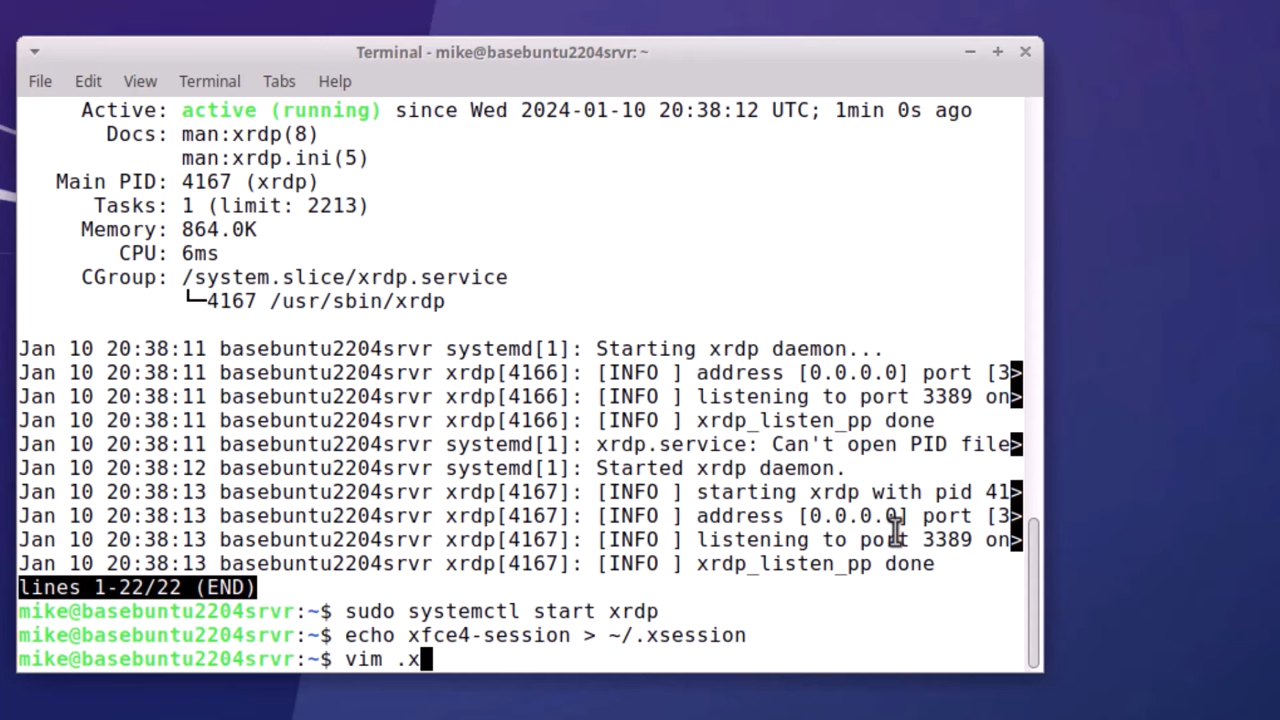 Terminal - mike@basebuntu2204srvr: ~
File Edit View Terminal Tabs Help
Active: active (running) since Wed 2024-01-10 20:38:12 UTC; 1min 0s ago
Docs: man:xrdp(8)
man:xrdp.ini(5)
Main PID: 4167 (xrdp)
Tasks: 1 (limit: 2213)
Memory: 864.0K
CPU: 6ms
CGroup: /system.slice/xrdp.service
└─4167 /usr/sbin/xrdp
Jan 10 20:38:11 basebuntu2204srvr systemd[1]: Starting xrdp daemon...
Jan 10 20:38:11 basebuntu2204srvr xrdp[4166]: [INFO ] address [0.0.0.0] port [3>
Jan 10 20:38:11 basebuntu2204srvr xrdp[4166]: [INFO ] listening to port 3389 on>
Jan 10 20:38:11 basebuntu2204srvr xrdp[4166]: [INFO ] xrdp_listen_pp done
Jan 10 20:38:11 basebuntu2204srvr systemd[1]: xrdp.service: Can't open PID file>
Jan 10 20:38:12 basebuntu2204srvr systemd[1]: Started xrdp daemon.
Jan 10 20:38:13 basebuntu2204srvr xrdp[4167]: [INFO ] starting xrdp with pid 41>
Jan 10 20:38:13 basebuntu2204srvr xrdp[4167]: [INFO ] address [0.0.0.0] port [3>
Jan 10 20:38:13 basebuntu2204srvr xrdp[4167]: [INFO ] listening to port 3389 on>
Jan 10 20:38:13 basebuntu2204srvr xrdp[4167]: [INFO ] xrdp_listen_pp done
lines 1-22/22 (END)
mike@basebuntu2204srvr:~$ sudo systemctl start xrdp
mike@basebuntu2204srvr:~$ echo xfce4-session > ~/.xsession
mike@basebuntu2204srvr:~$ vim .x